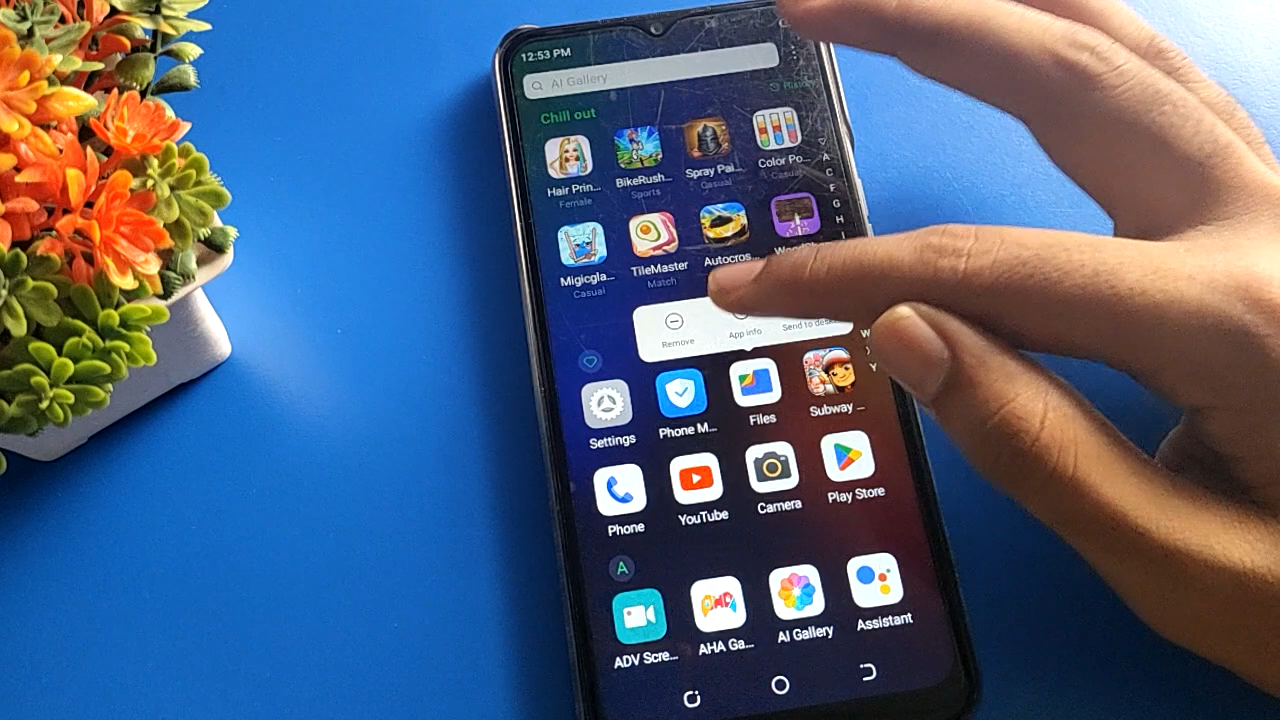 12:53 PM
AI Gallery
Chill out
Hair Prin... BikeRush... Spray Pai... Color Po...
Female Sports Casual Casual
A
C
F
G
H
Migicgla... TileMaster Autocros...
Casual Match
Remove App info Send to
W
Y
Settings Phone M... Files Subway ...
Phone YouTube Camera Play Store
A
ADV Scre... AHA Ga... AI Gallery Assistant